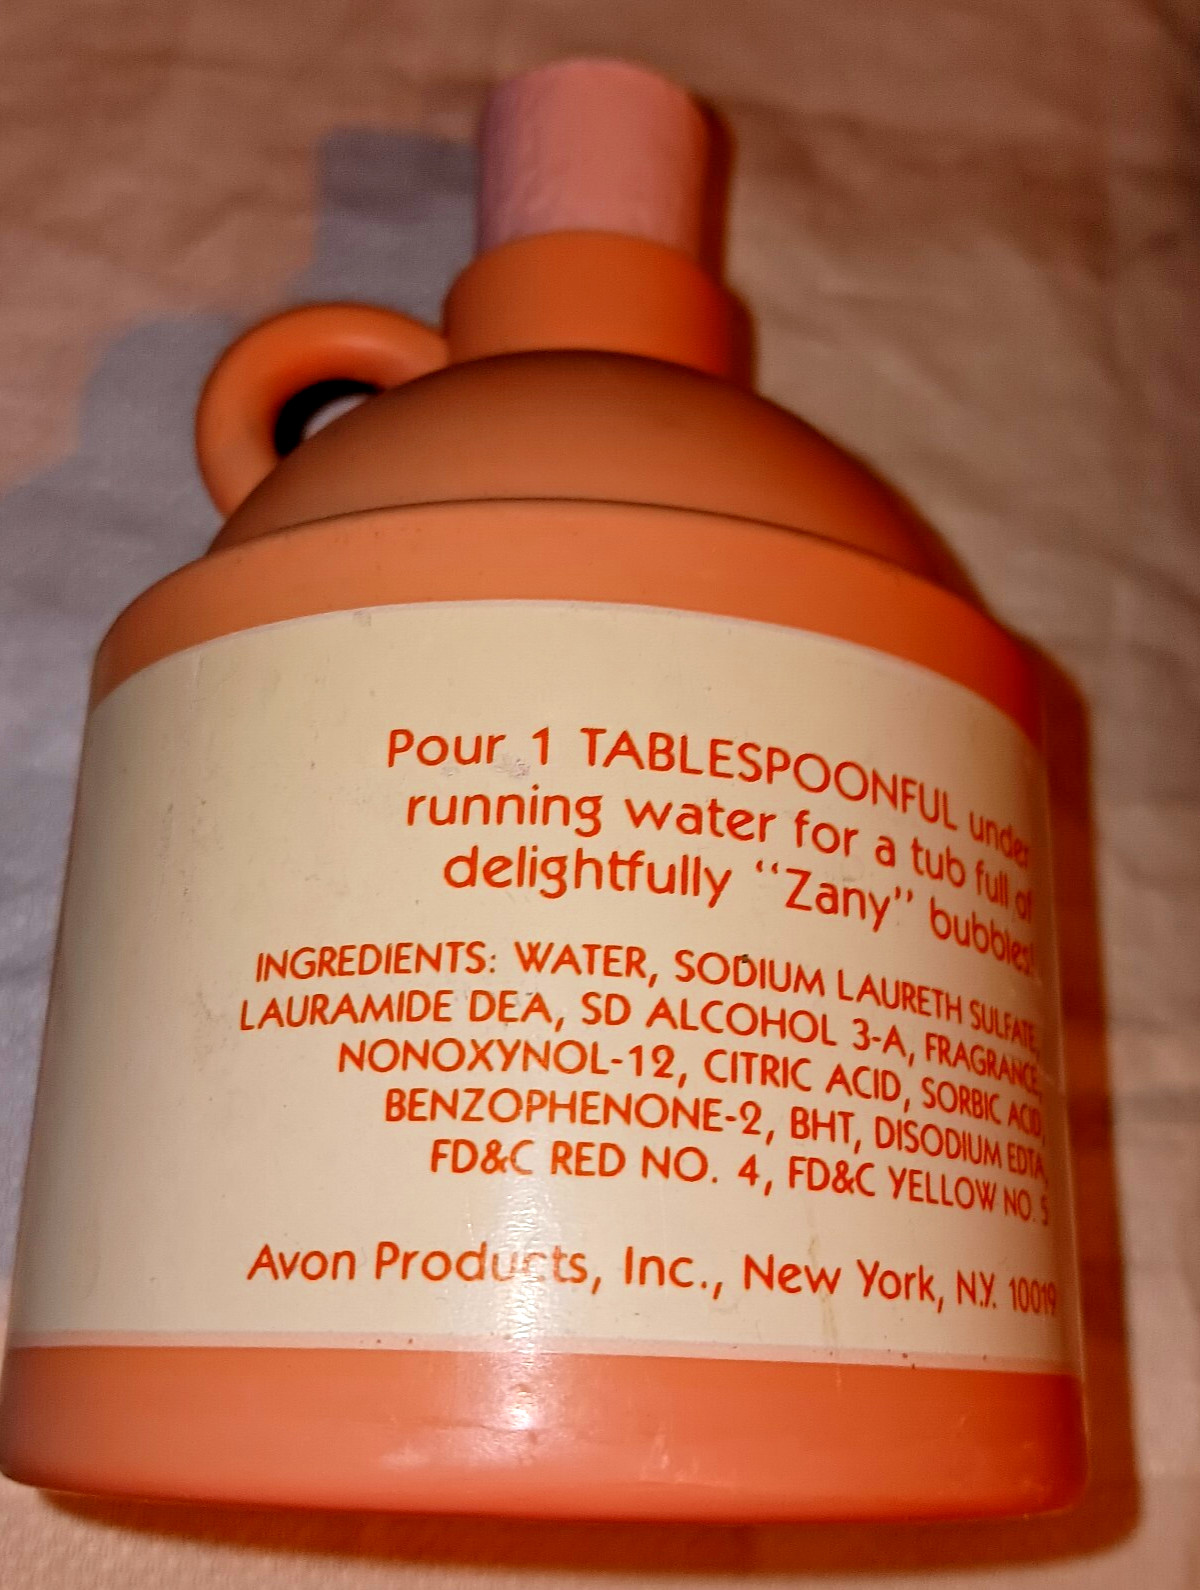 Pour 1 TABLESPOONFUL under
running water for a tub full of
delightfully “Zany” bubbles!
INGREDIENTS: WATER, SODIUM LAURETH SULFATE,
LAURAMIDE DEA, SD ALCOHOL 3-A, FRAGRANCE,
NONOXYNOL-12, CITRIC ACID, SORBIC ACID,
BENZOPHENONE-2, BHT, DISODIUM EDTA,
FD&C RED NO. 4, FD&C YELLOW NO. 5
Avon Products, Inc., New York, N.Y. 10019